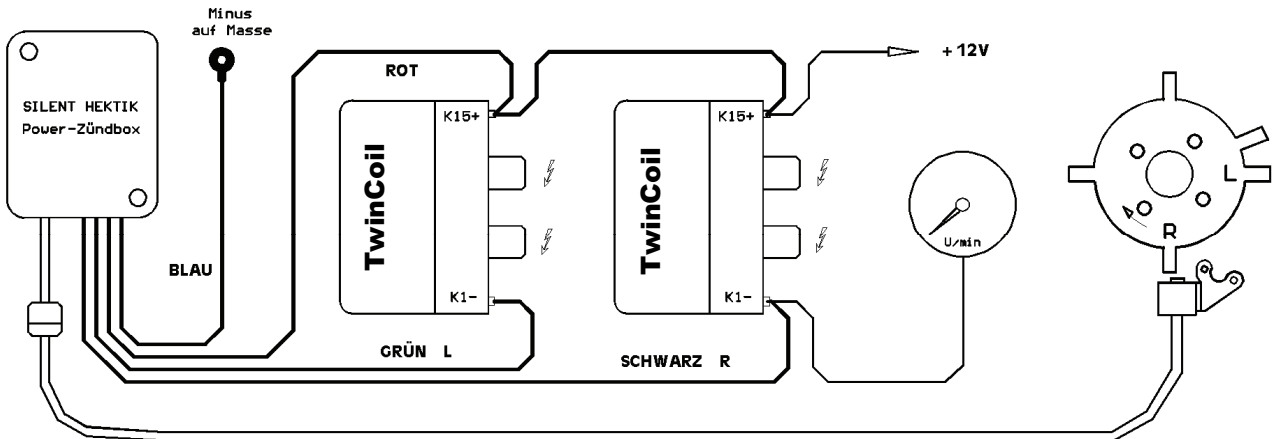 Minus
auf Masse
SILENT HEKTIK
Power-Zündbox
ROT
BLAU
K15+
TwinCoil
K1-
GRÜN L
K15+
TwinCoil
K1-
SCHWARZ R
+12V
U/min
L
R